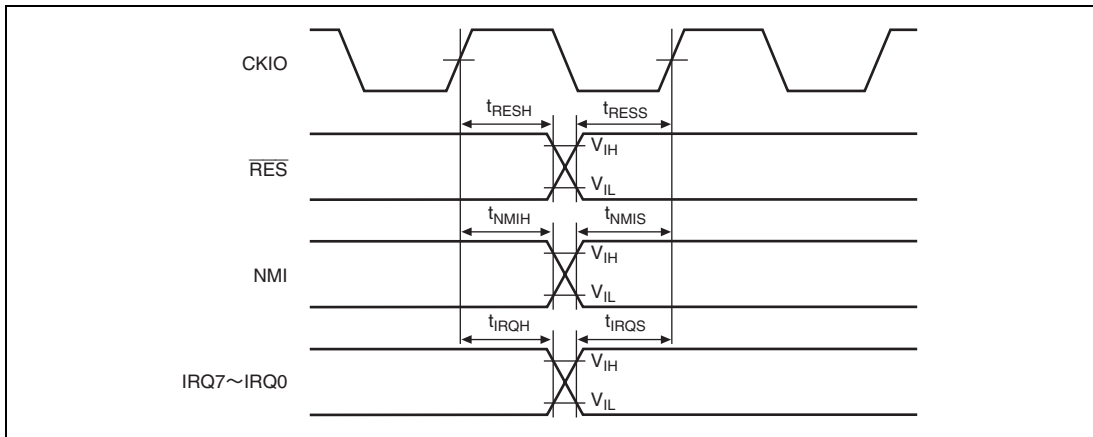 CKIO
tRESH tRESS
RES
VIH
VIL
tNMIH tNMIS
NMI
VIH
VIL
tIRQH tIRQS
IRQ7～IRQ0
VIH
VIL